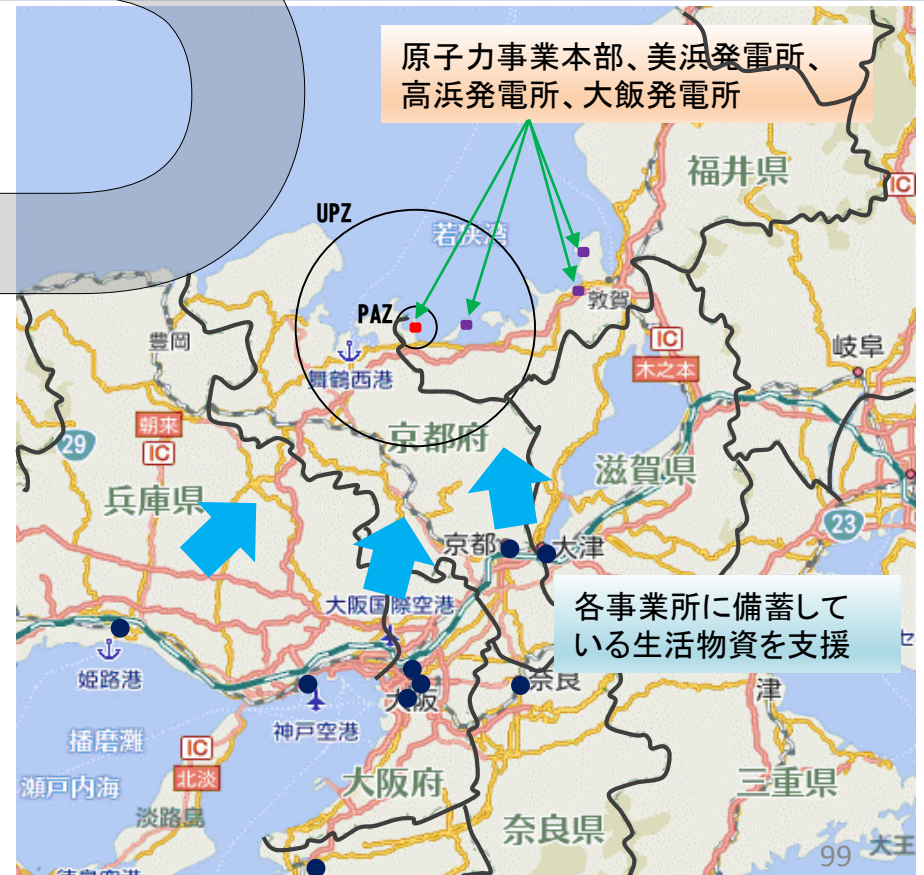 原子力事業本部、美浜発電所、
高浜発電所、大飯発電所
福井県
IC
UPZ
若狭湾
PAZ
敦賀
豊岡
IC
木之本
岐阜
舞鶴西港
朝来
IC
29
京都府
滋賀県
兵庫県
23
京都
大津
大阪国際空港
各事業所に備蓄して
いる生活物資を支援
セ
姫路港
大阪
奈良
津
神戸空港
播磨灘
IC
北淡
瀬戸内海
大阪府
三重県
淡路島
奈良県
99
大王
徳島空港